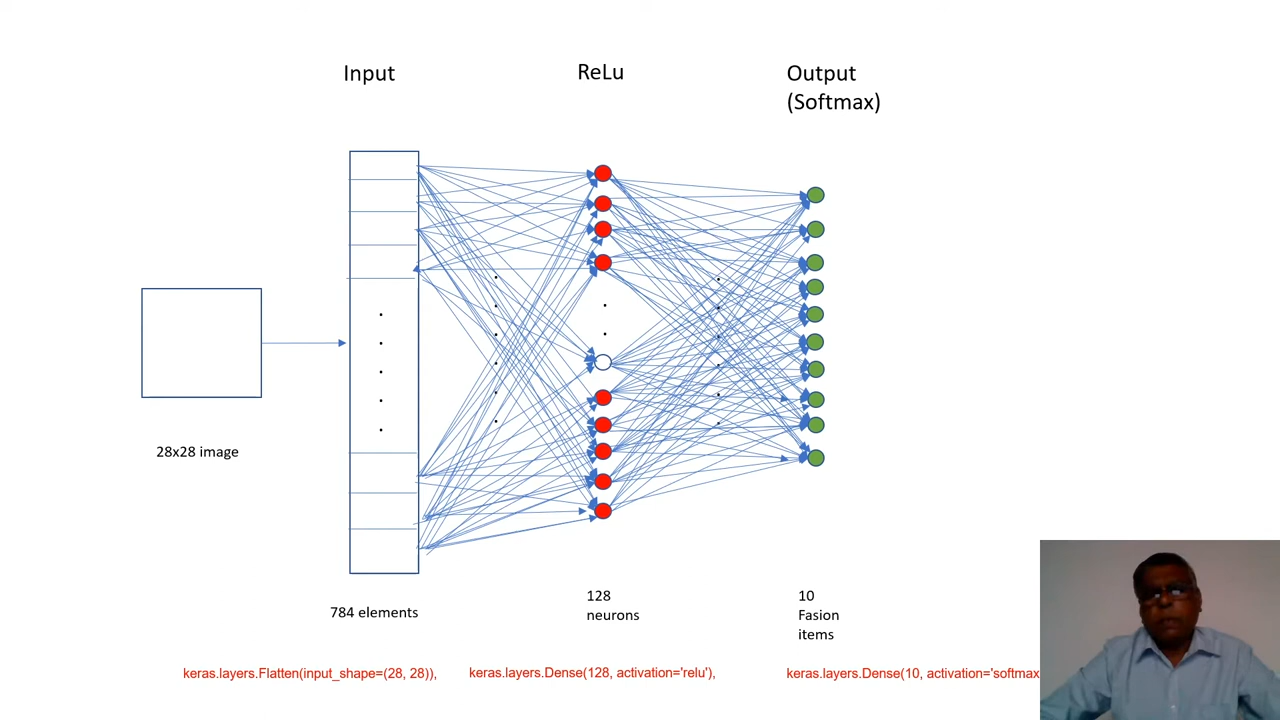 Input
ReLu
Output
(Softmax)
28x28 image
784 elements
128
neurons
10
Fasion
items
keras.layers.Flatten(input_shape=(28, 28)),
keras.layers.Dense(128, activation='relu'),
keras.layers.Dense(10, activation='softmax